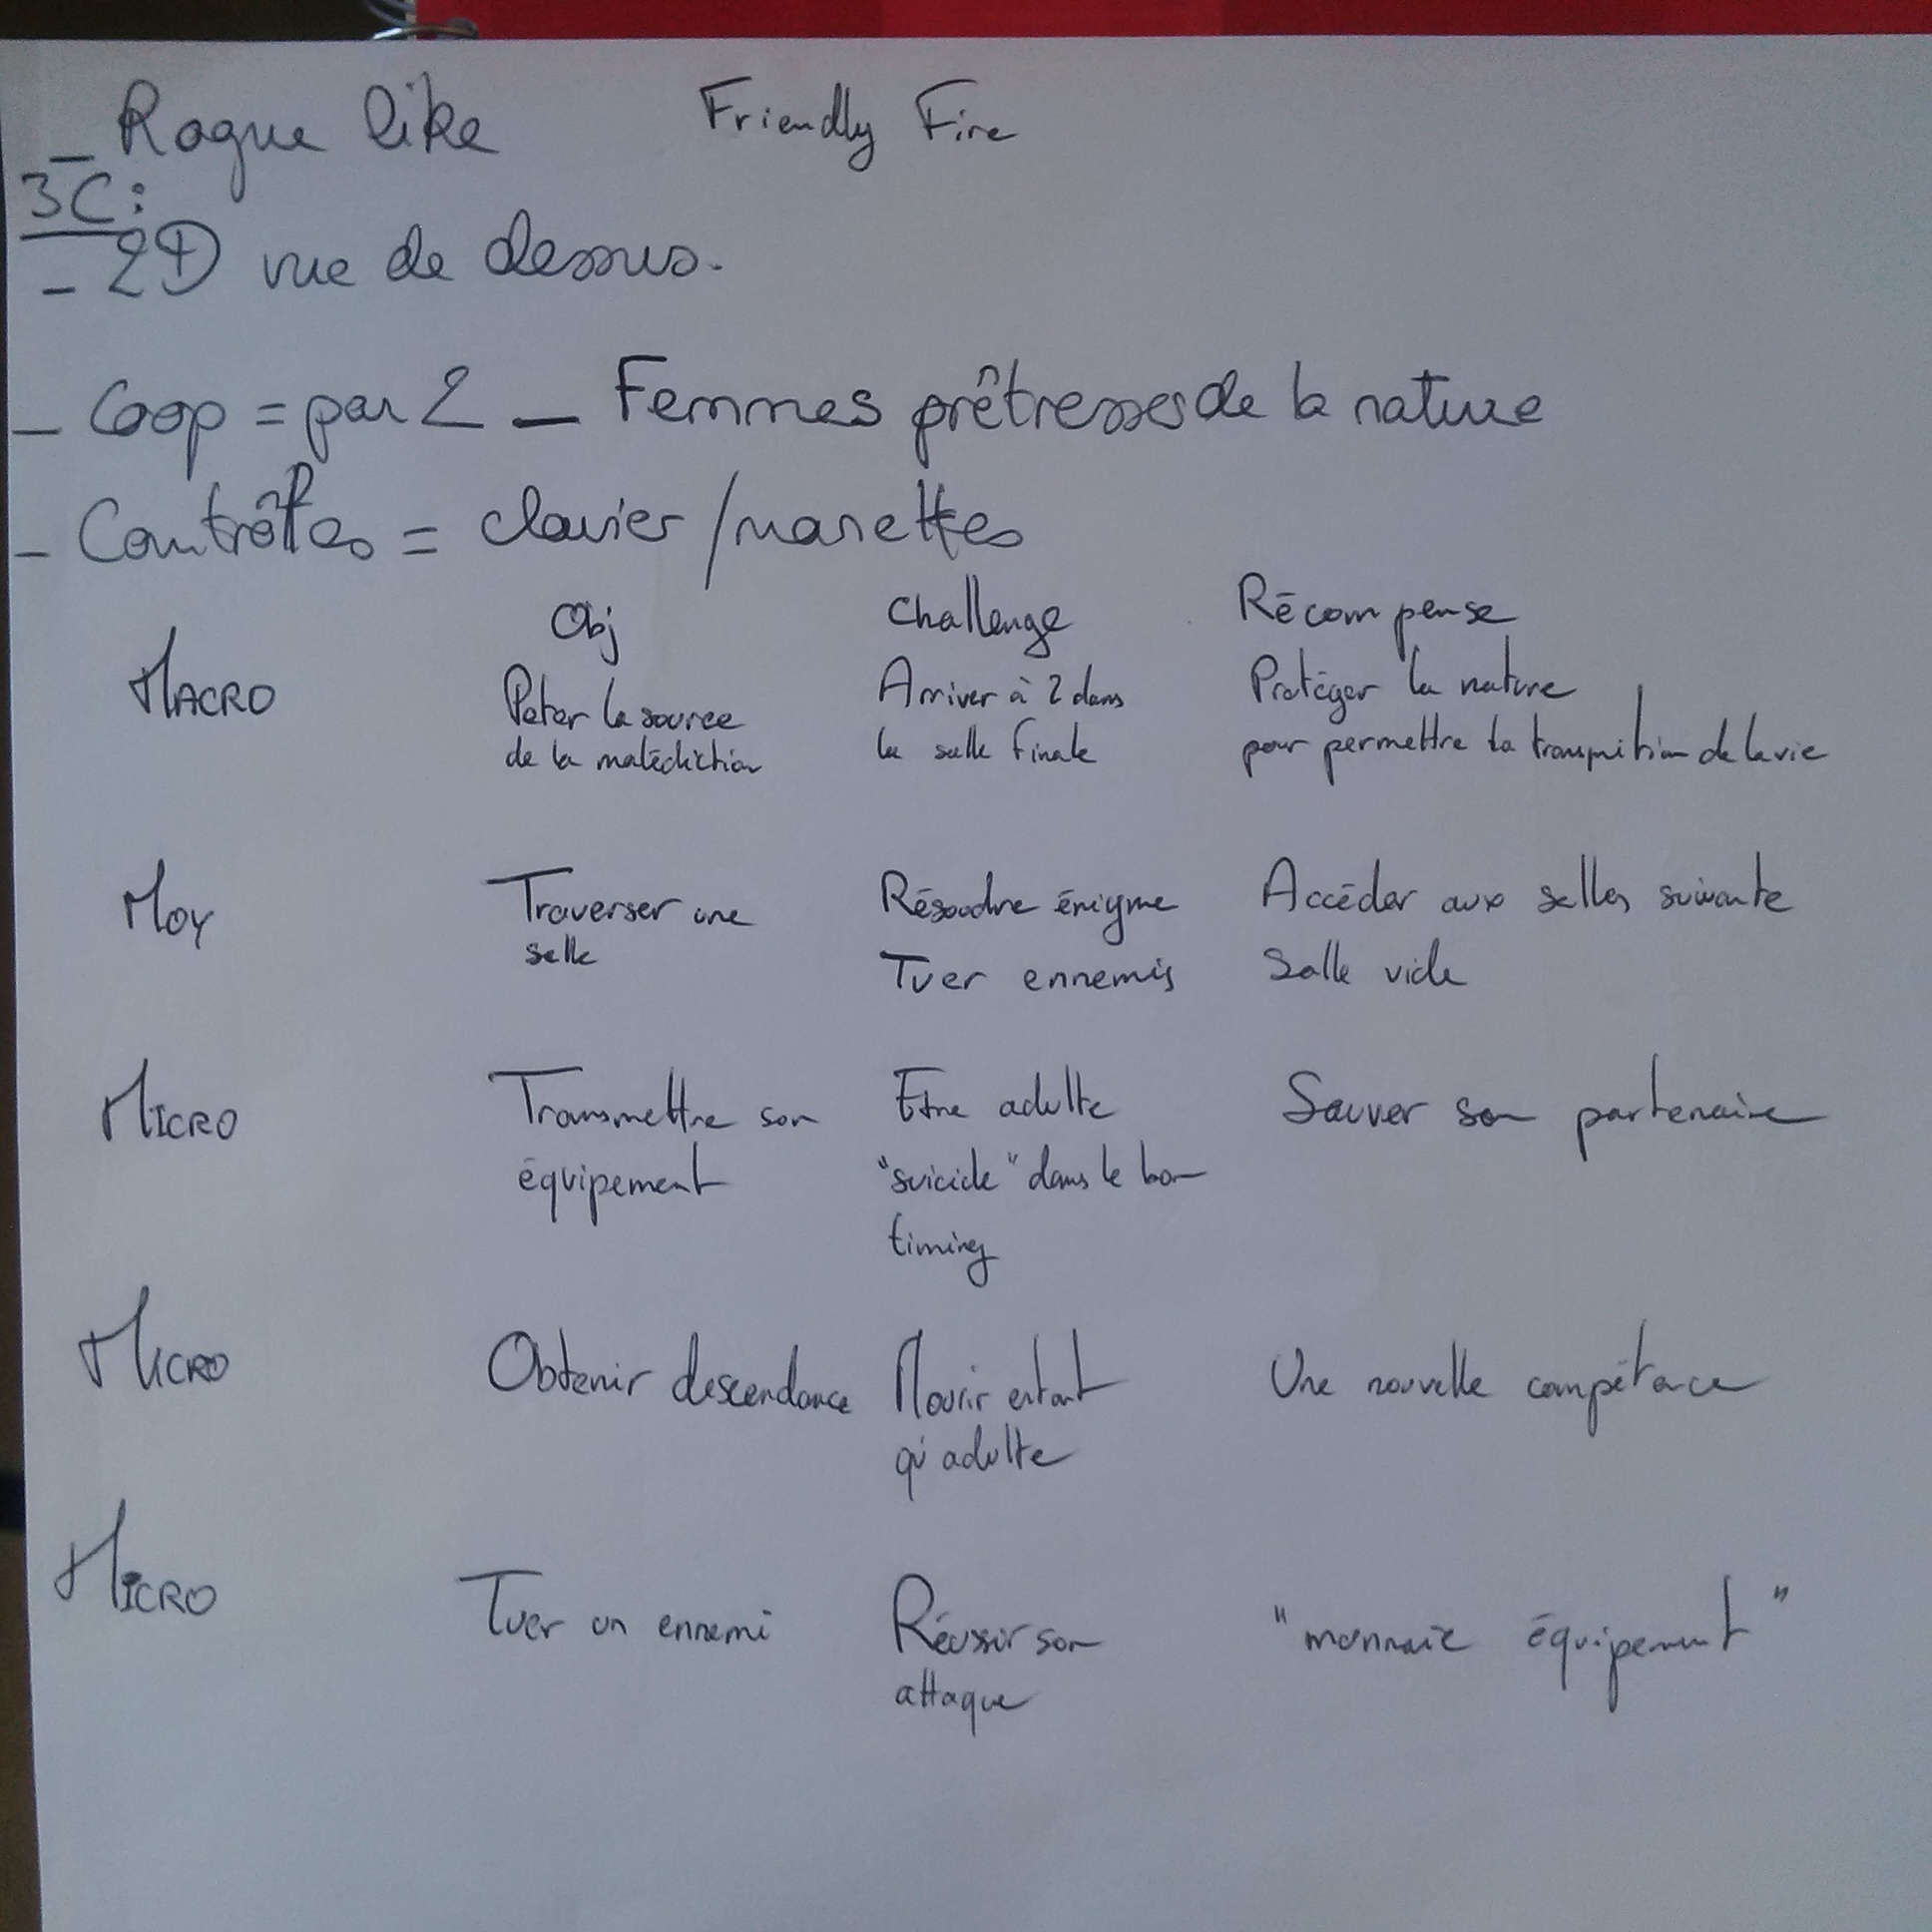 _ Rogue like Friendly Fire
3C:
- 2D vue de dessus.
- Coop = par 2 _ Femmes prêtresses de la nature
- Contrôles = clavier / manettes
Obj Challenge Récompense
MACRO Peter la source Arriver à 2 dans Protéger la nature
de la malédiction la salle finale pour permettre la de la vie
Moy Traverser une Résoudre énigme Accéder aux salles suivante
salle Tuer ennemis Salle vide
MICRO Transmettre son Etre adulte Sauver son partenaire
équipement "suicide" dans le bon
timing
MICRO Obtenir descendance Mourir entant Une nouvelle compétence
qu'adulte
MICRO Tuer un ennemi Réussir son "monnaie équipement"
attaque